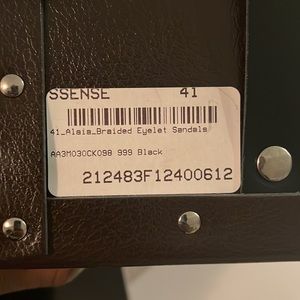 SSENSE 41
41_Alaia_Braided Eyelet Sandals
AA3M030CK098 999 Black
212483F12400612